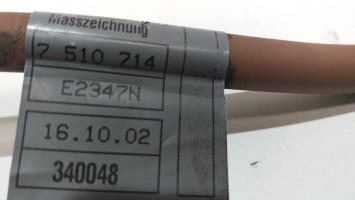 Masszeichnung
7 510 714
E2347N
16.10.02
340048